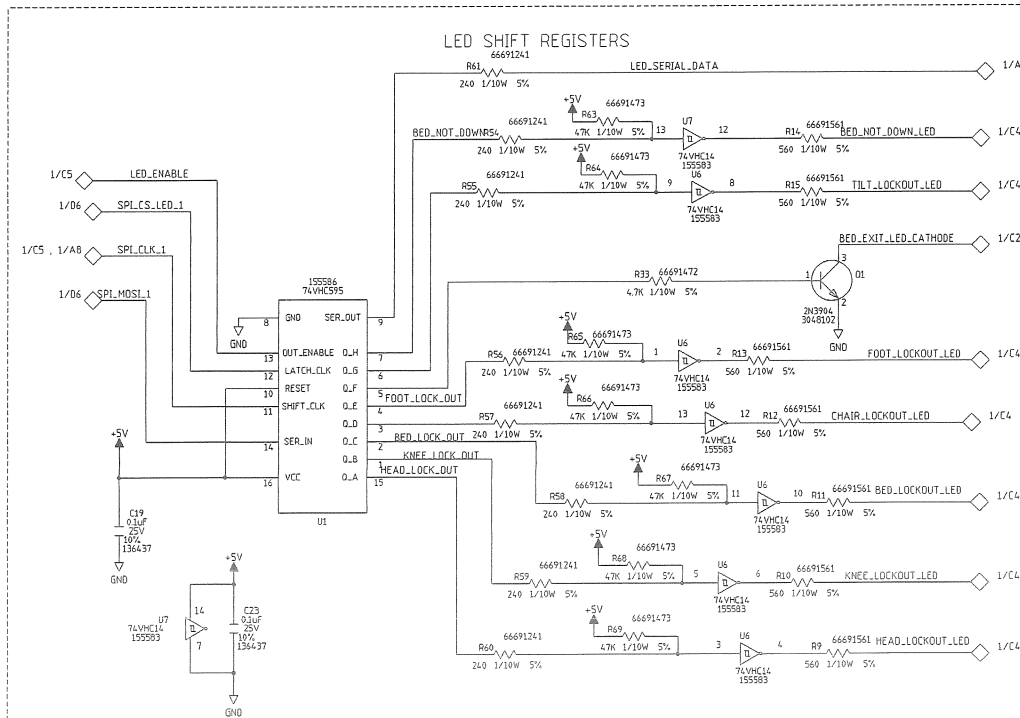 LED SHIFT REGISTERS
66691241
R61
240 1/10W 5%
LED_SERIAL_DATA
1/A
+5V
66691473
R63
47K 1/10W 5%
BED_NOT_DOWN
R54
66691241
240 1/10W 5%
13
U7
12
74VHC14
155583
66691561
R14
560 1/10W 5%
BED_NOT_DOWN_LED
1/C4
+5V
66691473
R64
47K 1/10W 5%
66691241
R55
240 1/10W 5%
9
U6
8
74VHC14
155583
66691561
R15
560 1/10W 5%
TILT_LOCKOUT_LED
1/C4
1/C5
LED_ENABLE
1/D6
SPI_CS_LED_1
1/C5 , 1/A8
SPI_CLK_1
1/D6
SPI_MOSI_1
BED_EXIT_LED_CATHODE
1/C2
R33
66691472
4.7K 1/10W 5%
1
3
Q1
2
2N3904
3048102
GND
155586
74VHC595
8
GND
SER_OUT
9
GND
13
OUT_ENABLE
Q_H
7
12
LATCH_CLK
Q_G
6
10
RESET
Q_F
5
11
SHIFT_CLK
Q_E
4
Q_D
3
14
SER_IN
Q_C
2
Q_B
1
16
VCC
Q_A
15
U1
FOOT_LOCK_OUT
BED_LOCK_OUT
KNEE_LOCK_OUT
HEAD_LOCK_OUT
+5V
66691473
R65
47K 1/10W 5%
R56
66691241
240 1/10W 5%
1
U6
2
74VHC14
155583
66691561
R13
560 1/10W 5%
FOOT_LOCKOUT_LED
1/C4
+5V
66691473
R66
47K 1/10W 5%
66691241
R57
240 1/10W 5%
13
U6
12
74VHC14
155583
66691561
R12
560 1/10W 5%
CHAIR_LOCKOUT_LED
1/C4
+5V
66691473
R67
47K 1/10W 5%
66691241
R58
240 1/10W 5%
11
U6
10
74VHC14
155583
66691561
R11
560 1/10W 5%
BED_LOCKOUT_LED
1/C4
+5V
C19
0.1uF
25V
10%
136437
GND
+5V
66691473
R68
47K 1/10W 5%
66691241
R59
240 1/10W 5%
5
U6
6
74VHC14
155583
66691561
R10
560 1/10W 5%
KNEE_LOCKOUT_LED
1/C4
+5V
66691473
R69
47K 1/10W 5%
66691241
R60
240 1/10W 5%
3
U6
4
74VHC14
155583
66691561
R9
560 1/10W 5%
HEAD_LOCKOUT_LED
1/C4
+5V
14
U7
74VHC14
155583
7
C23
0.1uF
25V
10%
136437
GND